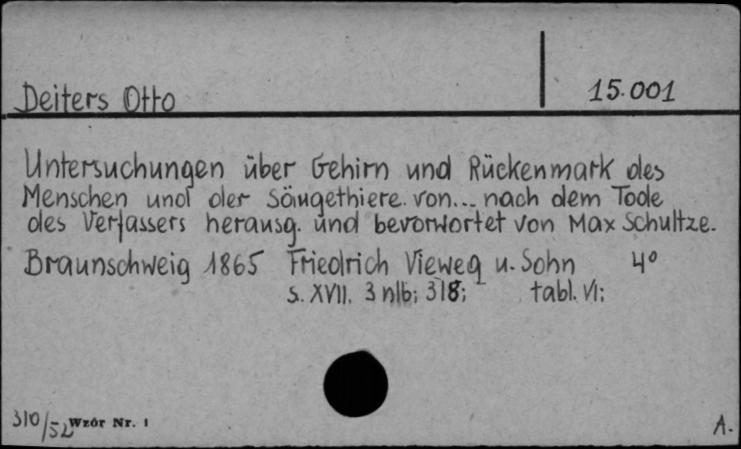 Deiters Otto
15.001
Untersuchungen über Gehirn und Rückenmark des
Menschen und der Säugethiere. von... nach dem Tode
des Verfassers herausg. und bevorwortet von Max Schultze.
Braunschweig 1865 Friedrich Vieweg u. Sohn 4°
s. XVII, 3 nlb; 318; tabl. VI;
310/52 Wzór Nr. 1
A.